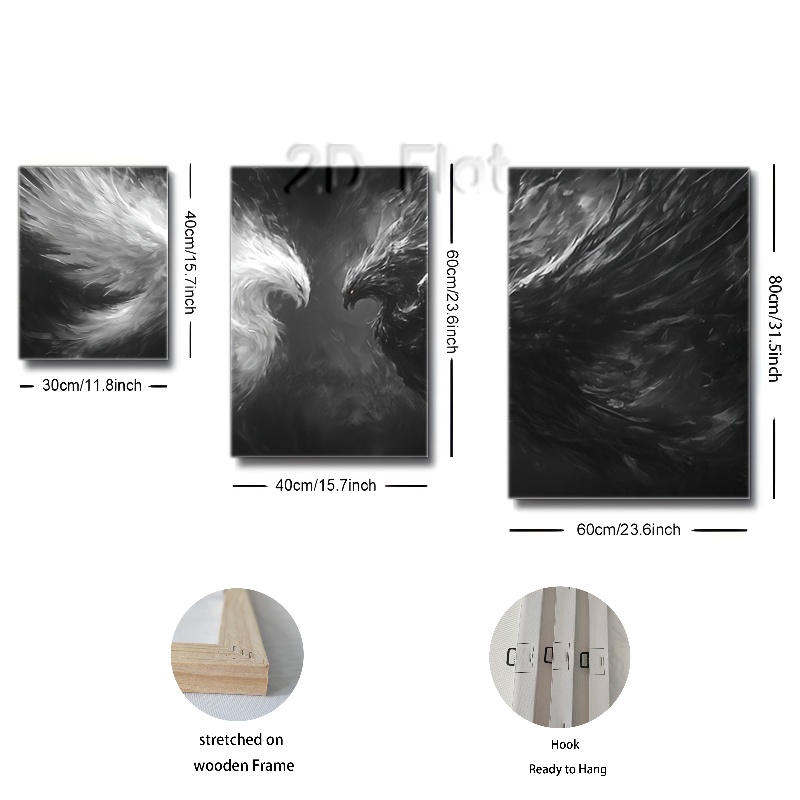 2D Flat
40cm/15.7inch
30cm/11.8inch
60cm/23.6inch
40cm/15.7inch
80cm/31.5inch
60cm/23.6inch
stretched on
wooden Frame
Hook
Ready to Hang